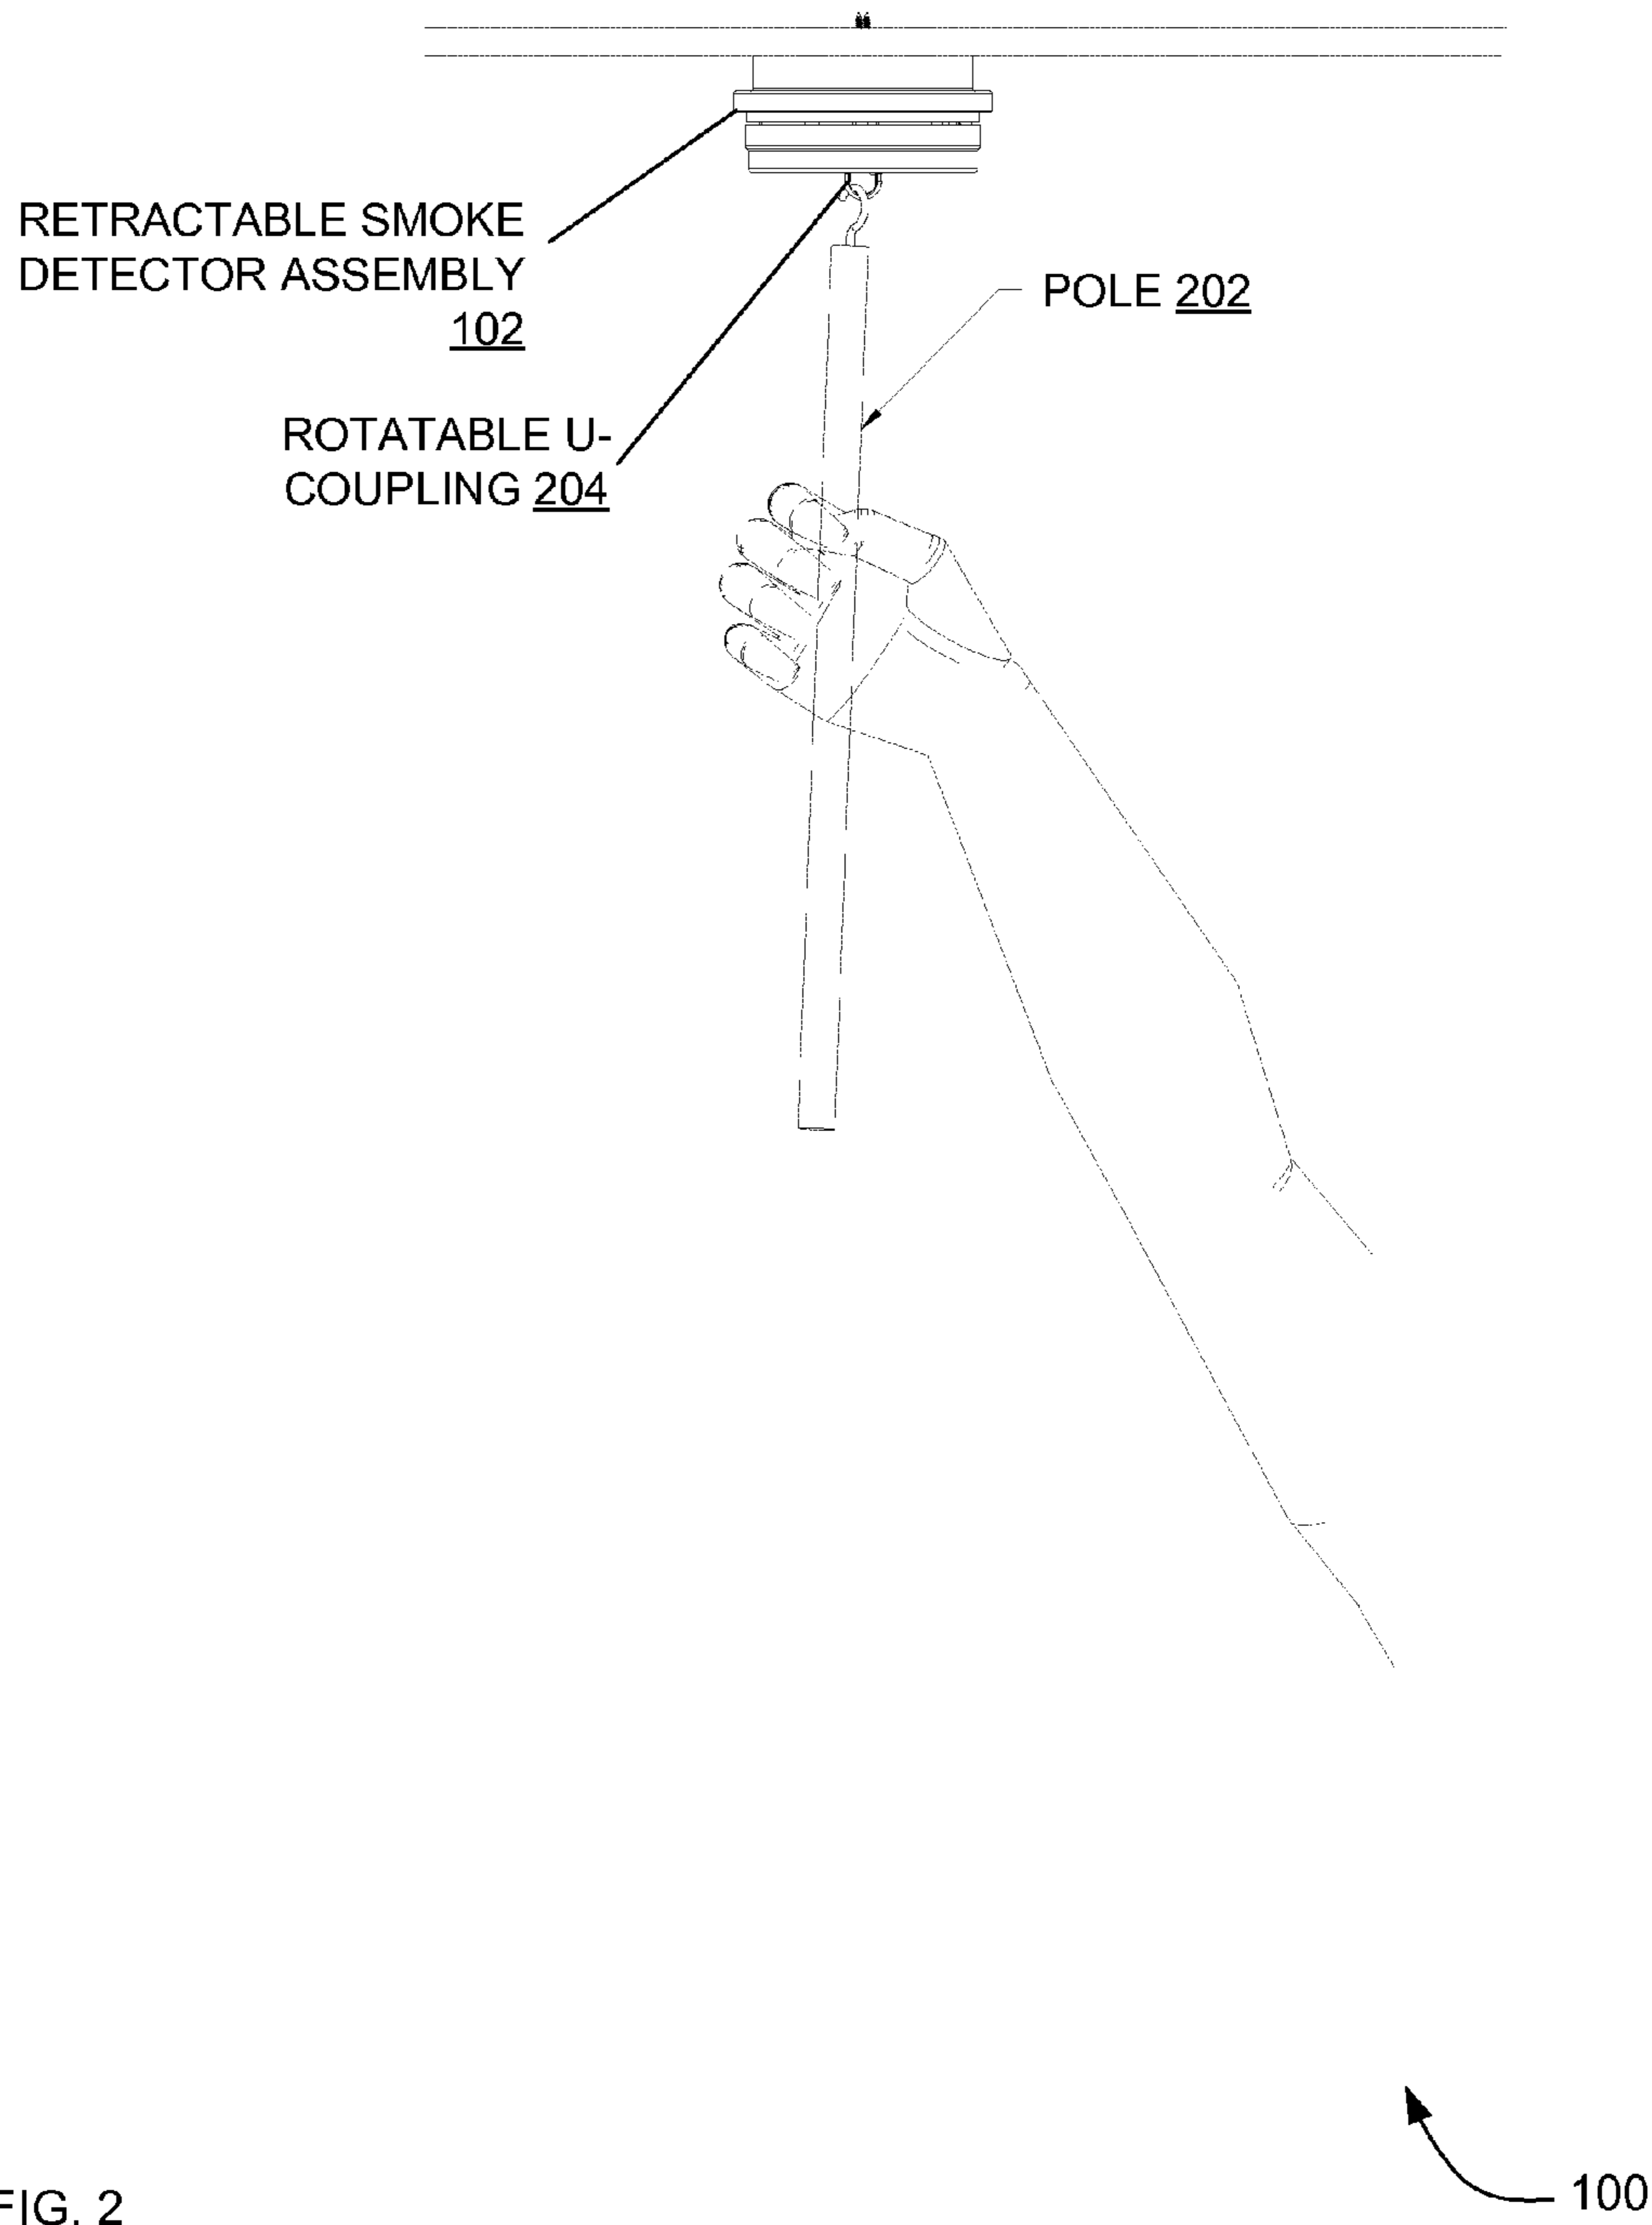 RETRACTABLE SMOKE
DETECTOR ASSEMBLY
102
POLE 202
ROTATABLE U-
COUPLING 204
100
FIG. 2